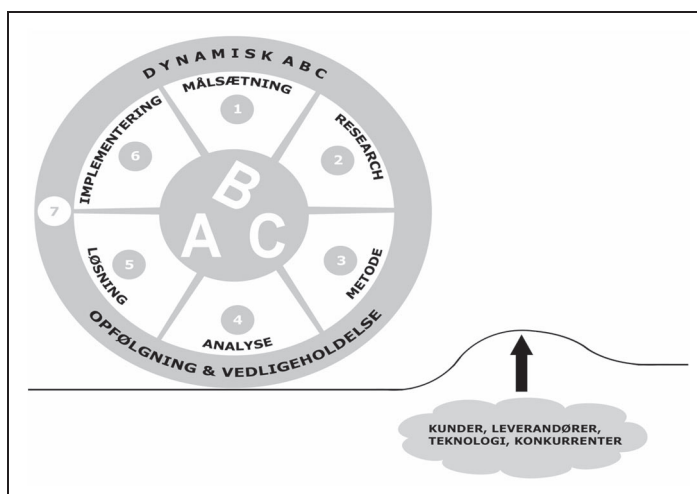 DYNAMISK ABC
MÅLSÆTNING
1
RESEARCH
2
METODE
3
ANALYSE
4
LØSNING
5
IMPLEMENTERING
6
7
A B C
OPFØLGNING & VEDLIGEHOLDELSE
KUNDER, LEVERANDØRER,
TEKNOLOGI, KONKURRENTER